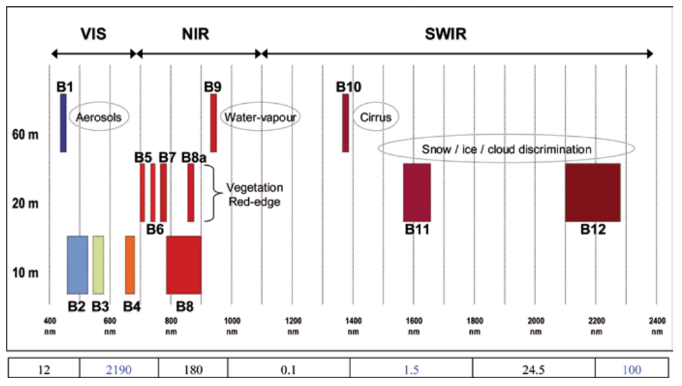 VIS NIR SWIR
B1 B9 B10
Aerosols Water-vapour Cirrus
60 m
Snow / ice / cloud discrimination
B5 B7 B8a
Vegetation
Red-edge
20 m
B6 B11 B12
10 m
B2 B3 B4 B8
400 600 800 1000 1200 1400 1600 1800 2000 2200 2400
nm nm nm nm nm nm nm nm nm nm nm
12 2190 180 0.1 1.5 24.5 100